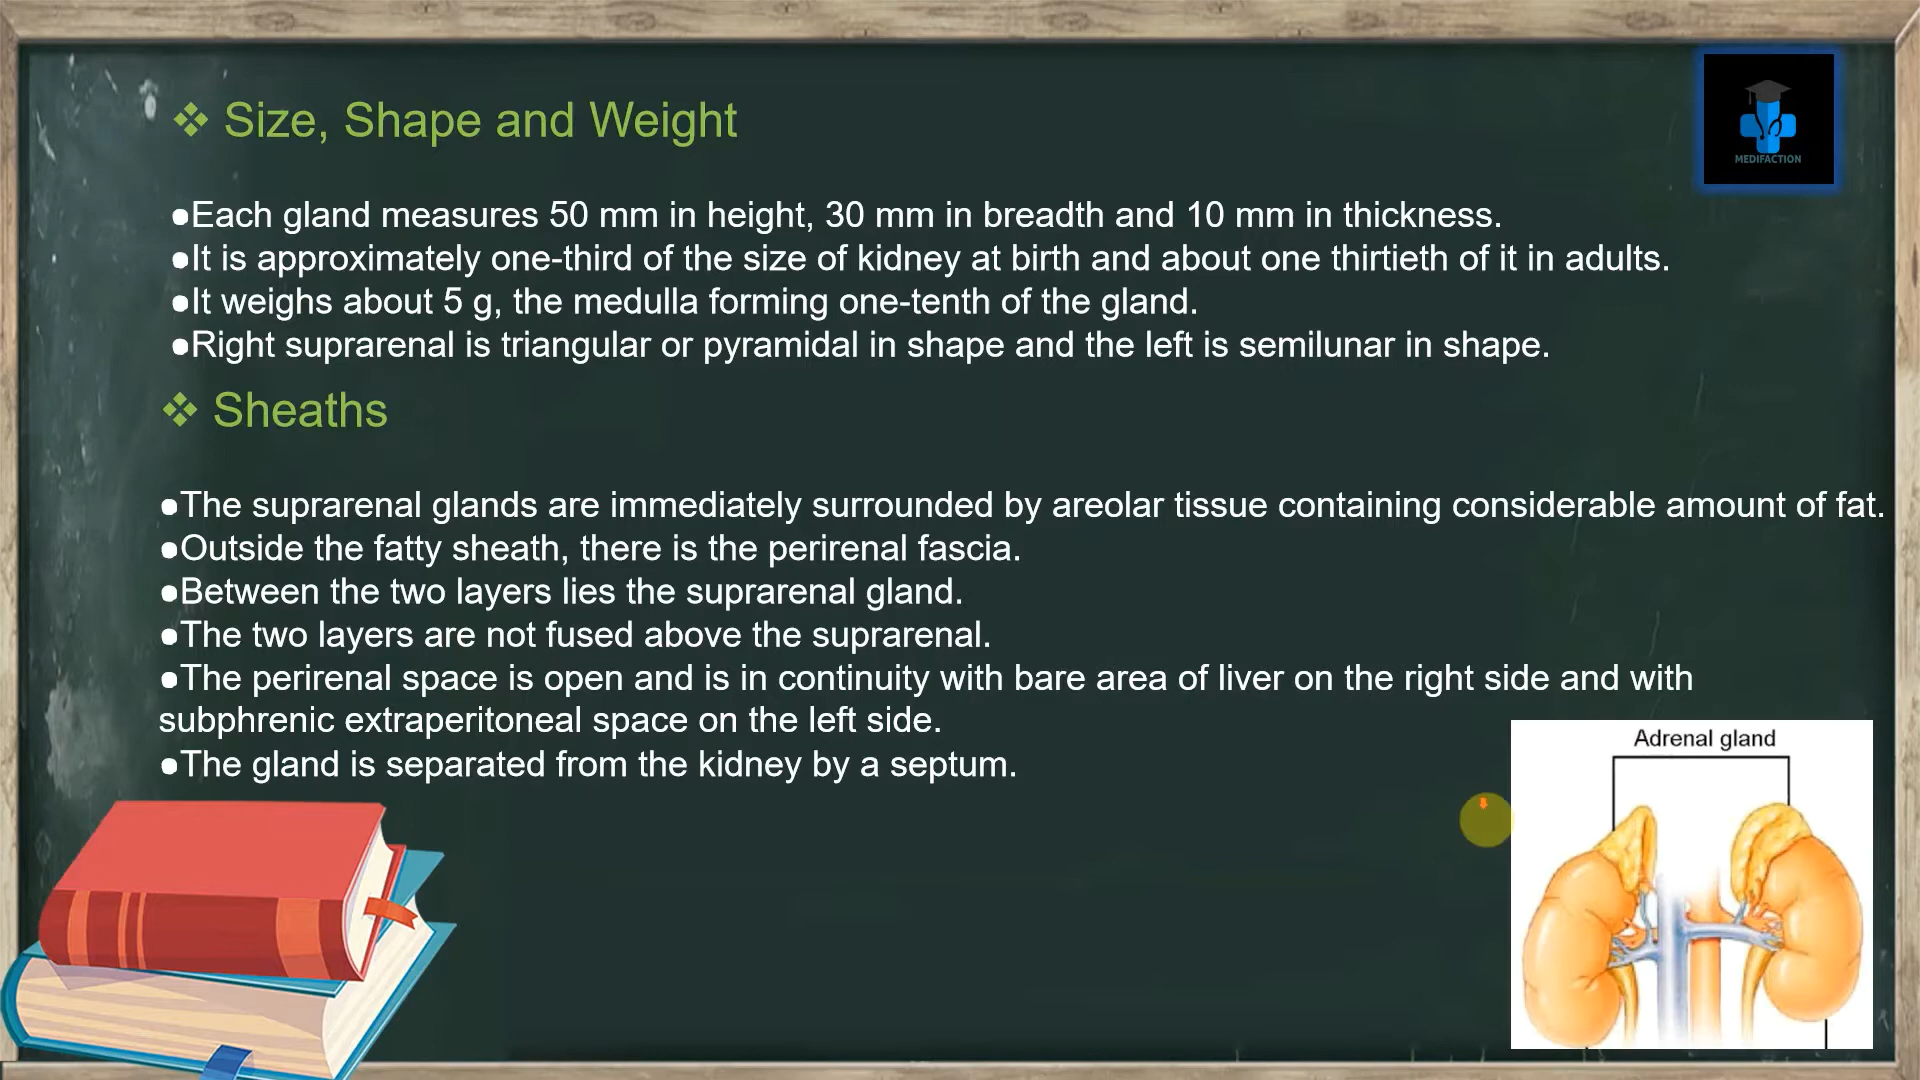 ❖ Size, Shape and Weight
●Each gland measures 50 mm in height, 30 mm in breadth and 10 mm in thickness.
●It is approximately one-third of the size of kidney at birth and about one thirtieth of it in adults.
●It weighs about 5 g, the medulla forming one-tenth of the gland.
●Right suprarenal is triangular or pyramidal in shape and the left is semilunar in shape.
❖ Sheaths
●The suprarenal glands are immediately surrounded by areolar tissue containing considerable amount of fat.
●Outside the fatty sheath, there is the perirenal fascia.
●Between the two layers lies the suprarenal gland.
●The two layers are not fused above the suprarenal.
●The perirenal space is open and is in continuity with bare area of liver on the right side and with
subphrenic extraperitoneal space on the left side.
●The gland is separated from the kidney by a septum.
MEDIFACTION
Adrenal gland